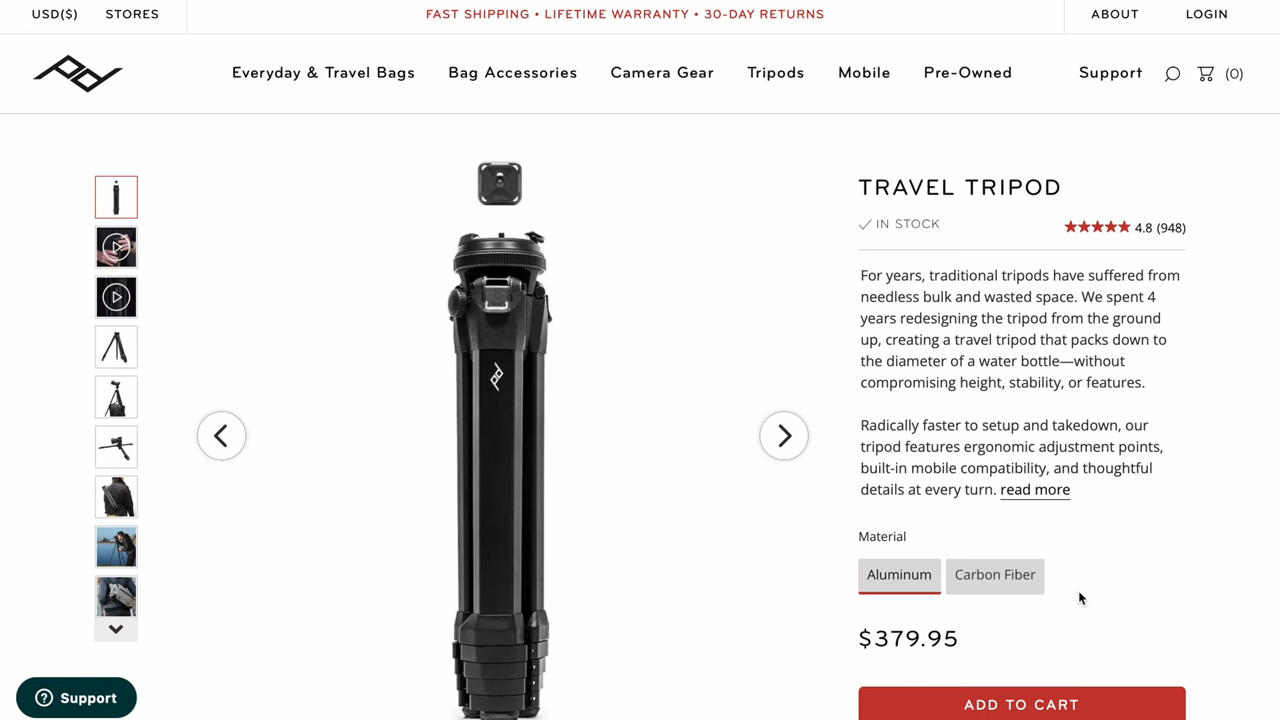 USD($) STORES FAST SHIPPING • LIFETIME WARRANTY • 30-DAY RETURNS ABOUT LOGIN
Everyday & Travel Bags Bag Accessories Camera Gear Tripods Mobile Pre-Owned Support (0)
TRAVEL TRIPOD
IN STOCK 4.8 (948)
For years, traditional tripods have suffered from
needless bulk and wasted space. We spent 4
years redesigning the tripod from the ground
up, creating a travel tripod that packs down to
the diameter of a water bottle—without
compromising height, stability, or features.
Radically faster to setup and takedown, our
tripod features ergonomic adjustment points,
built-in mobile compatibility, and thoughtful
details at every turn. read more
Material
Aluminum Carbon Fiber
$379.95
ADD TO CART
Support